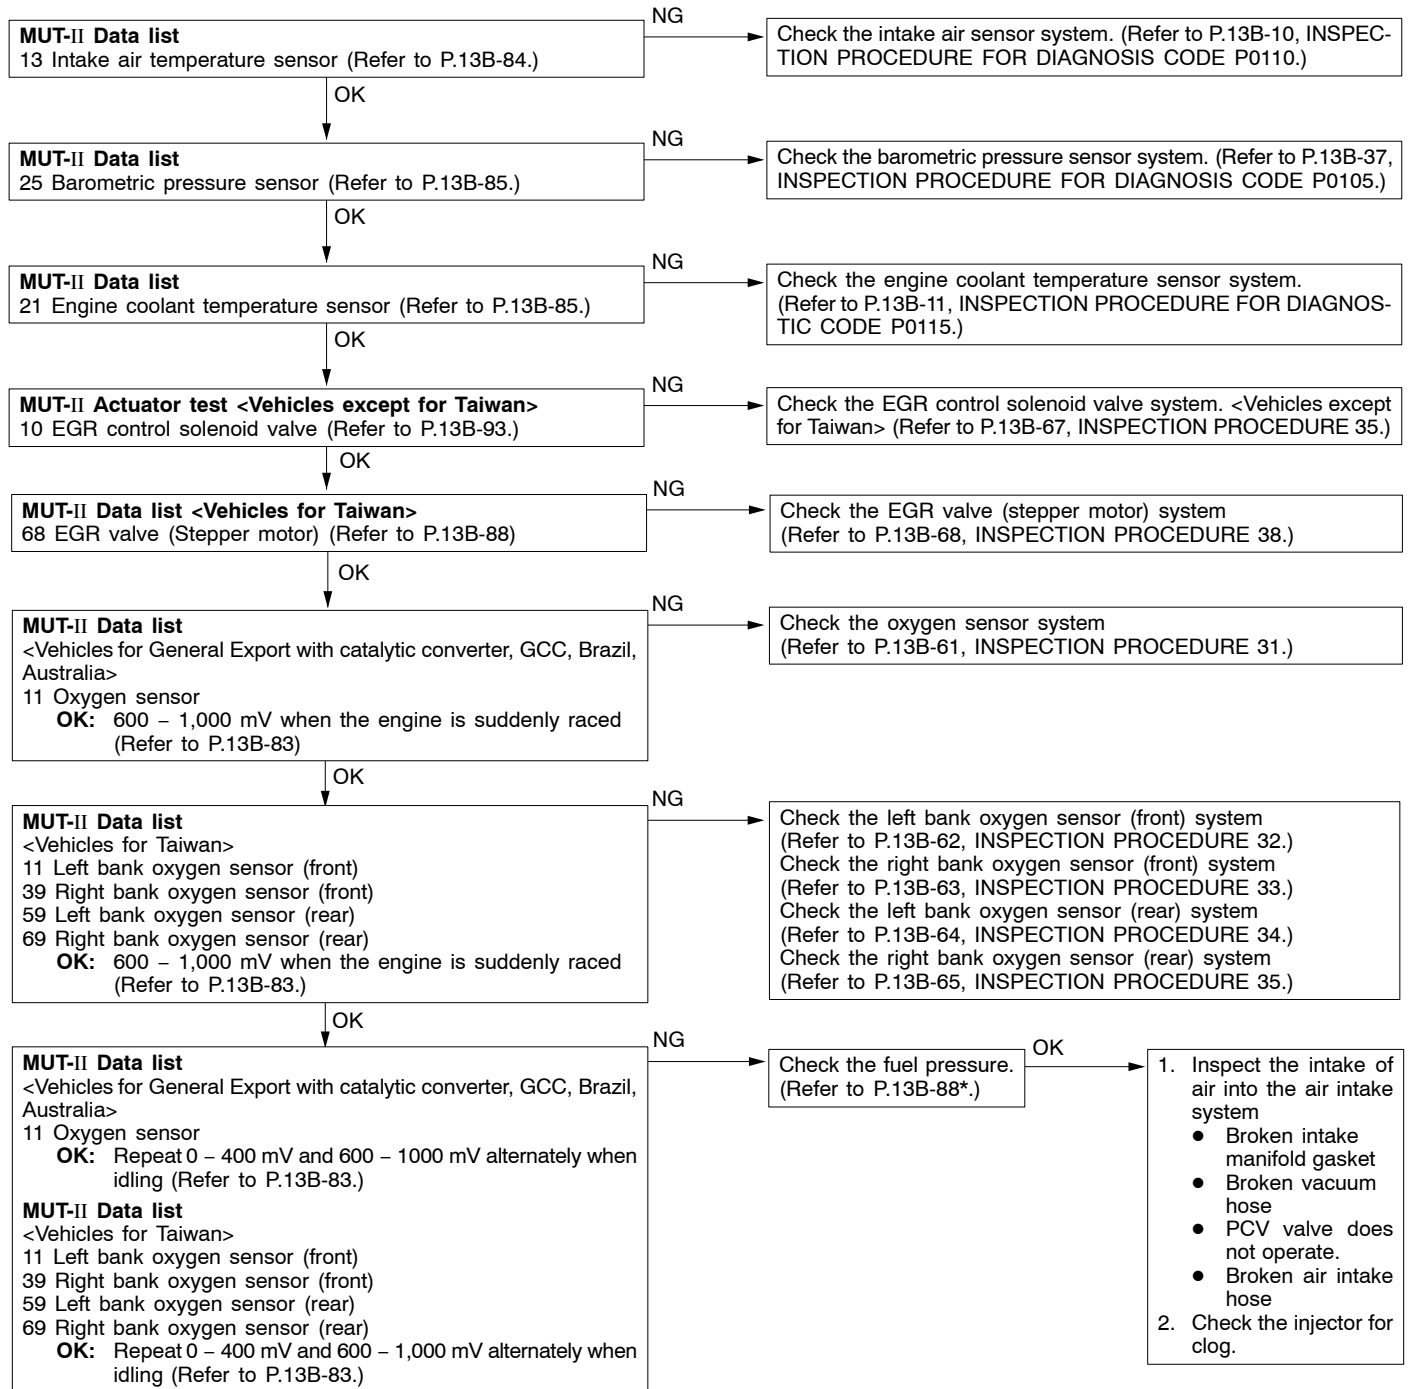 MUT-II Data list
13 Intake air temperature sensor (Refer to P.13B-84.)
NG
Check the intake air sensor system. (Refer to P.13B-10, INSPEC-
TION PROCEDURE FOR DIAGNOSIS CODE P0110.)
OK
MUT-II Data list
25 Barometric pressure sensor (Refer to P.13B-85.)
NG
Check the barometric pressure sensor system. (Refer to P.13B-37,
INSPECTION PROCEDURE FOR DIAGNOSIS CODE P0105.)
OK
MUT-II Data list
21 Engine coolant temperature sensor (Refer to P.13B-85.)
NG
Check the engine coolant temperature sensor system.
(Refer to P.13B-11, INSPECTION PROCEDURE FOR DIAGNOS-
TIC CODE P0115.)
OK
MUT-II Actuator test <Vehicles except for Taiwan>
10 EGR control solenoid valve (Refer to P.13B-93.)
NG
Check the EGR control solenoid valve system. <Vehicles except
for Taiwan> (Refer to P.13B-67, INSPECTION PROCEDURE 35.)
OK
MUT-II Data list <Vehicles for Taiwan>
68 EGR valve (Stepper motor) (Refer to P.13B-88)
NG
Check the EGR valve (stepper motor) system
(Refer to P.13B-68, INSPECTION PROCEDURE 38.)
OK
MUT-II Data list
<Vehicles for General Export with catalytic converter, GCC, Brazil,
Australia>
11 Oxygen sensor
OK: 600 – 1,000 mV when the engine is suddenly raced
(Refer to P.13B-83)
NG
Check the oxygen sensor system
(Refer to P.13B-61, INSPECTION PROCEDURE 31.)
OK
MUT-II Data list
<Vehicles for Taiwan>
11 Left bank oxygen sensor (front)
39 Right bank oxygen sensor (front)
59 Left bank oxygen sensor (rear)
69 Right bank oxygen sensor (rear)
OK: 600 – 1,000 mV when the engine is suddenly raced
(Refer to P.13B-83.)
NG
Check the left bank oxygen sensor (front) system
(Refer to P.13B-62, INSPECTION PROCEDURE 32.)
Check the right bank oxygen sensor (front) system
(Refer to P.13B-63, INSPECTION PROCEDURE 33.)
Check the left bank oxygen sensor (rear) system
(Refer to P.13B-64, INSPECTION PROCEDURE 34.)
Check the right bank oxygen sensor (rear) system
(Refer to P.13B-65, INSPECTION PROCEDURE 35.)
OK
MUT-II Data list
<Vehicles for General Export with catalytic converter, GCC, Brazil,
Australia>
11 Oxygen sensor
OK: Repeat 0 – 400 mV and 600 – 1000 mV alternately when
idling (Refer to P.13B-83.)
MUT-II Data list
<Vehicles for Taiwan>
11 Left bank oxygen sensor (front)
39 Right bank oxygen sensor (front)
59 Left bank oxygen sensor (rear)
69 Right bank oxygen sensor (rear)
OK: Repeat 0 – 400 mV and 600 – 1,000 mV alternately when
idling (Refer to P.13B-83.)
NG
Check the fuel pressure.
(Refer to P.13B-88*.)
OK
1. Inspect the intake of
air into the air intake
system
● Broken intake
manifold gasket
● Broken vacuum
hose
● PCV valve does
not operate.
● Broken air intake
hose
2. Check the injector for
clog.